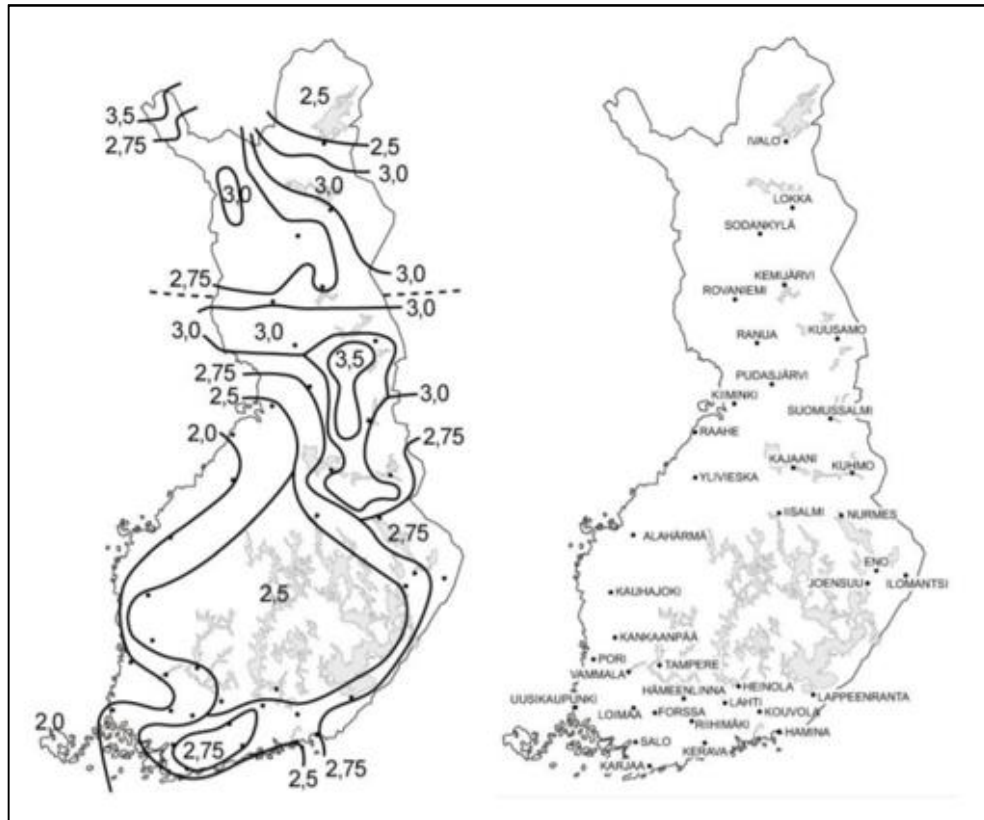 2,5
3,5
2,75
2,5
3,0
3,0
3,0
2,75
3,0
3,0
3,0
3,0
3,5
2,75
2,5
3,0
2,0
2,75
2,75
2,5
2,0
2,75
2,5
2,75
IVALO
LOKKA
SODANKYLÄ
KEMIJÄRVI
ROVANIEMI
RANUA
KUUSAMO
PUDASJÄRVI
KIIMINKI
SUOMUSSALMI
RAAHE
KAJAANI
KUHMO
YLIVIESKA
IISALMI
NURMES
ALAHÄRMÄ
ENO
JOENSUU
ILOMANTSI
KAUHAJOKI
KANKAANPÄÄ
PORI
TAMPERE
VAMMALA
HÄMEENLINNA
HEINOLA
LAPPEENRANTA
UUSIKAUPUNKI
LAHTI
LOIMAA
FORSSA
KOUVOLA
RIIHIMÄKI
HAMINA
SALO
KERAVA
KARJAA